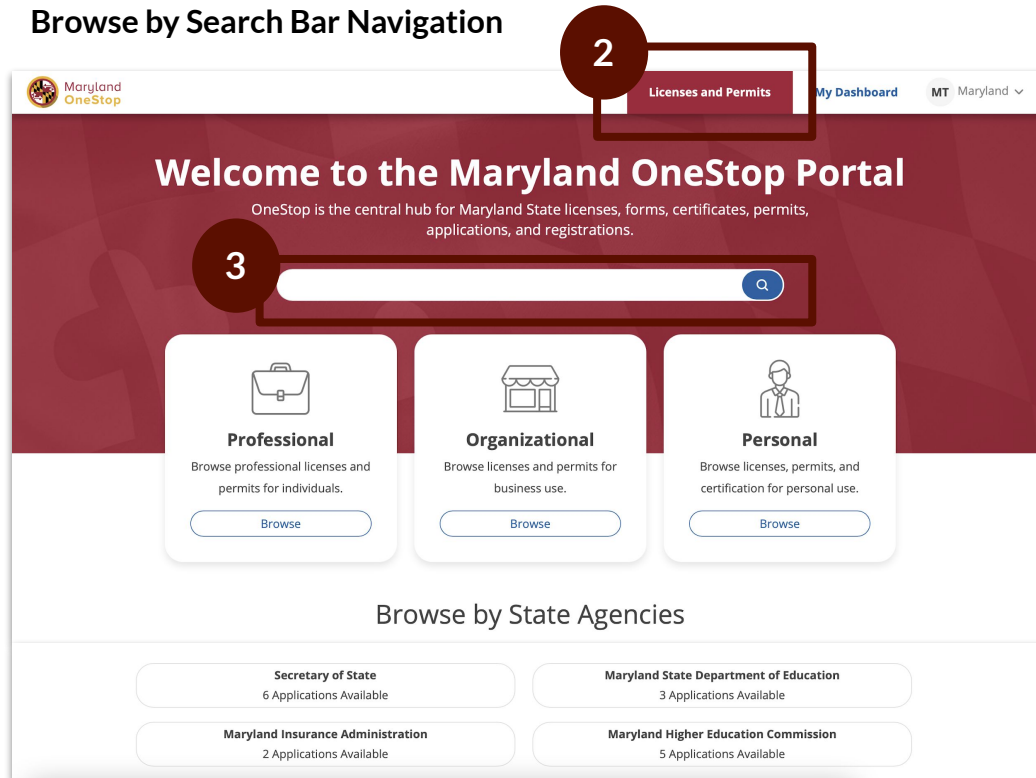 Browse by Search Bar Navigation
2
Maryland
OneStop
Licenses and Permits
My Dashboard
MT Maryland
Welcome to the Maryland OneStop Portal
OneStop is the central hub for Maryland State licenses, forms, certificates, permits,
applications, and registrations.
3
Professional
Browse professional licenses and
permits for individuals.
Browse
Organizational
Browse licenses and permits for
business use.
Browse
Personal
Browse licenses, permits, and
certification for personal use.
Browse
Browse by State Agencies
Secretary of State
6 Applications Available
Maryland State Department of Education
3 Applications Available
Maryland Insurance Administration
2 Applications Available
Maryland Higher Education Commission
5 Applications Available